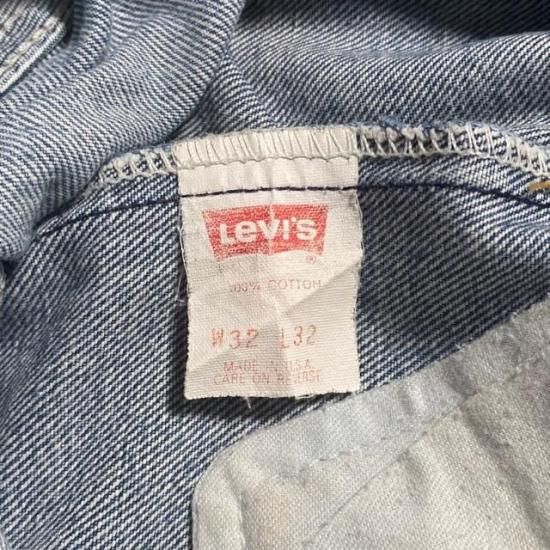 Levi's
®
100% COTTON
W32 L32
MADE IN U.S.A.
CARE ON REVERSE